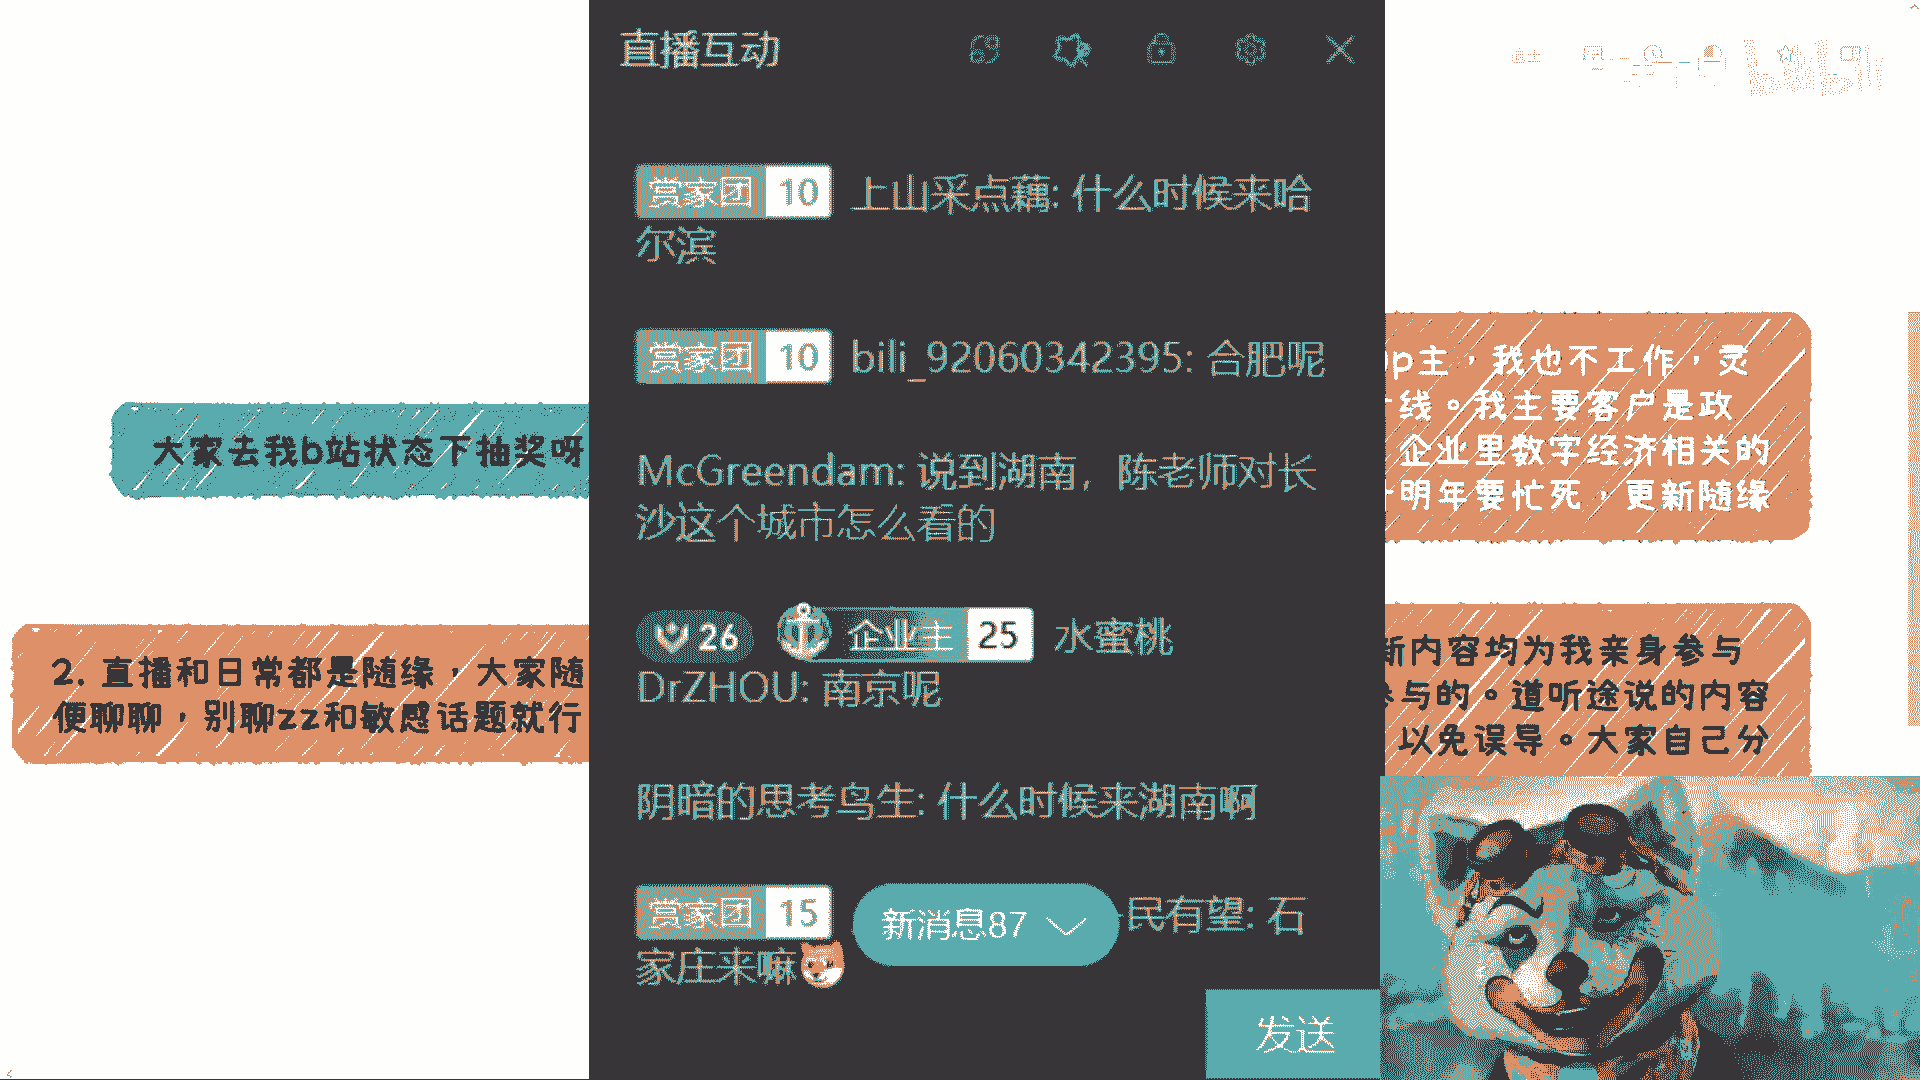 直播互动
赏家团 10 上山采点藕: 什么时候来哈
尔滨
赏家团 10 bili_92060342395: 合肥呢
McGreendam: 说到湖南，陈老师对长
沙这个城市怎么看的
26 企业主 25 水蜜桃
DrZHOU: 南京呢
阴暗的思考鸟生: 什么时候来湖南啊
赏家团 15 民有望: 石
家庄来嘛
新消息87
发送
大家去我b站状态下抽奖呀
2. 直播和日常都是随缘，大家随
便聊聊，别聊zz和敏感话题就行
p主，我也不工作，灵
线。我主要客户是政
企业里数字经济相关的
明年要忙死，更新随缘
新内容均为我亲身参与
参与的。道听途说的内容
以免误导。大家自己分
bilibili